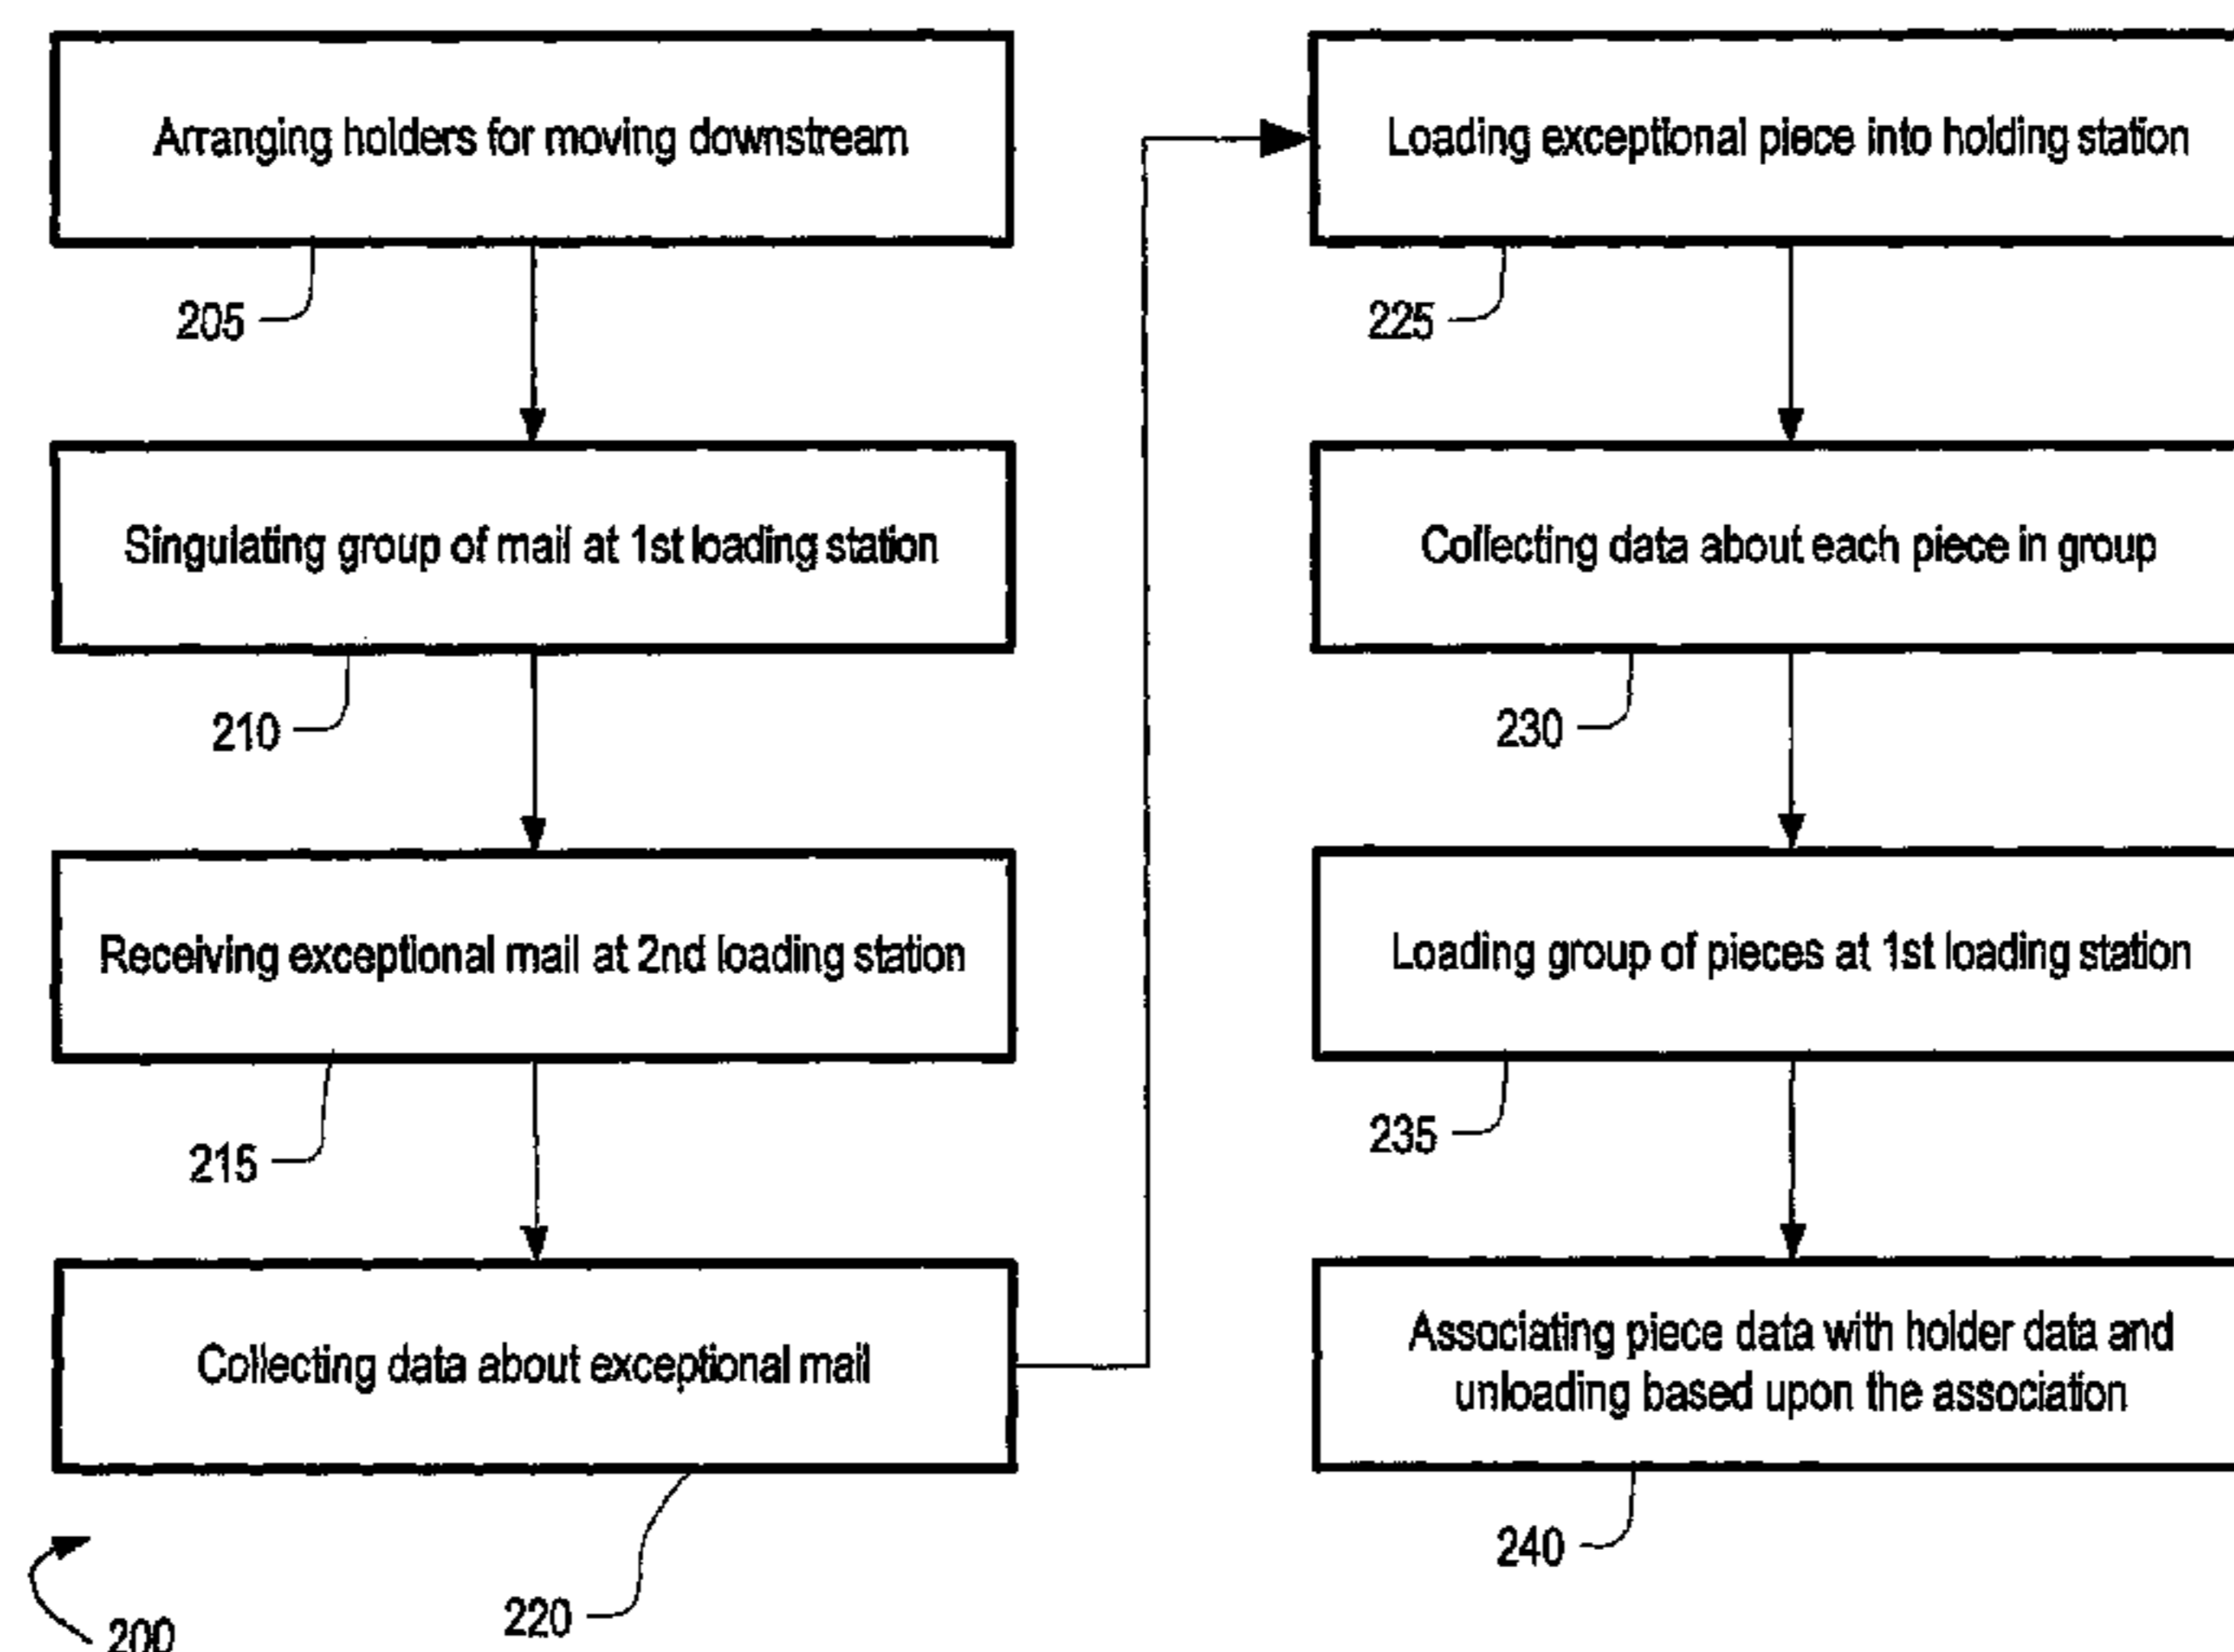 Arranging holders for moving downstream
205
Singulating group of mail at 1st loading station
210
Receiving exceptional mail at 2nd loading station
215
Collecting data about exceptional mail
220
200
Loading exceptional piece into holding station
225
Collecting data about each piece in group
230
Loading group of pieces at 1st loading station
235
Associating piece data with holder data and
unloading based upon the association
240